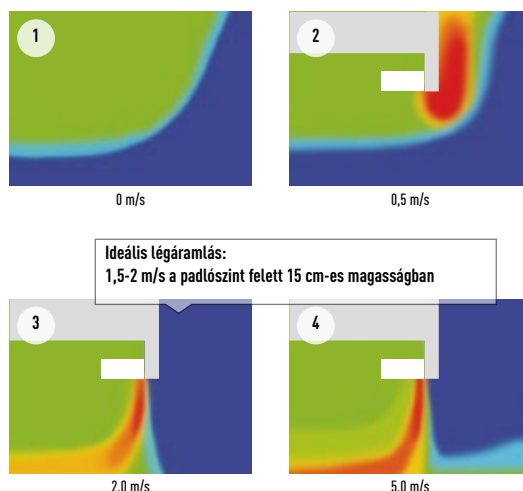 1
2
0 m/s
0,5 m/s
Ideális légáramlás:
1,5-2 m/s a padlószint felett 15 cm-es magasságban
3
4
2,0 m/s
5,0 m/s